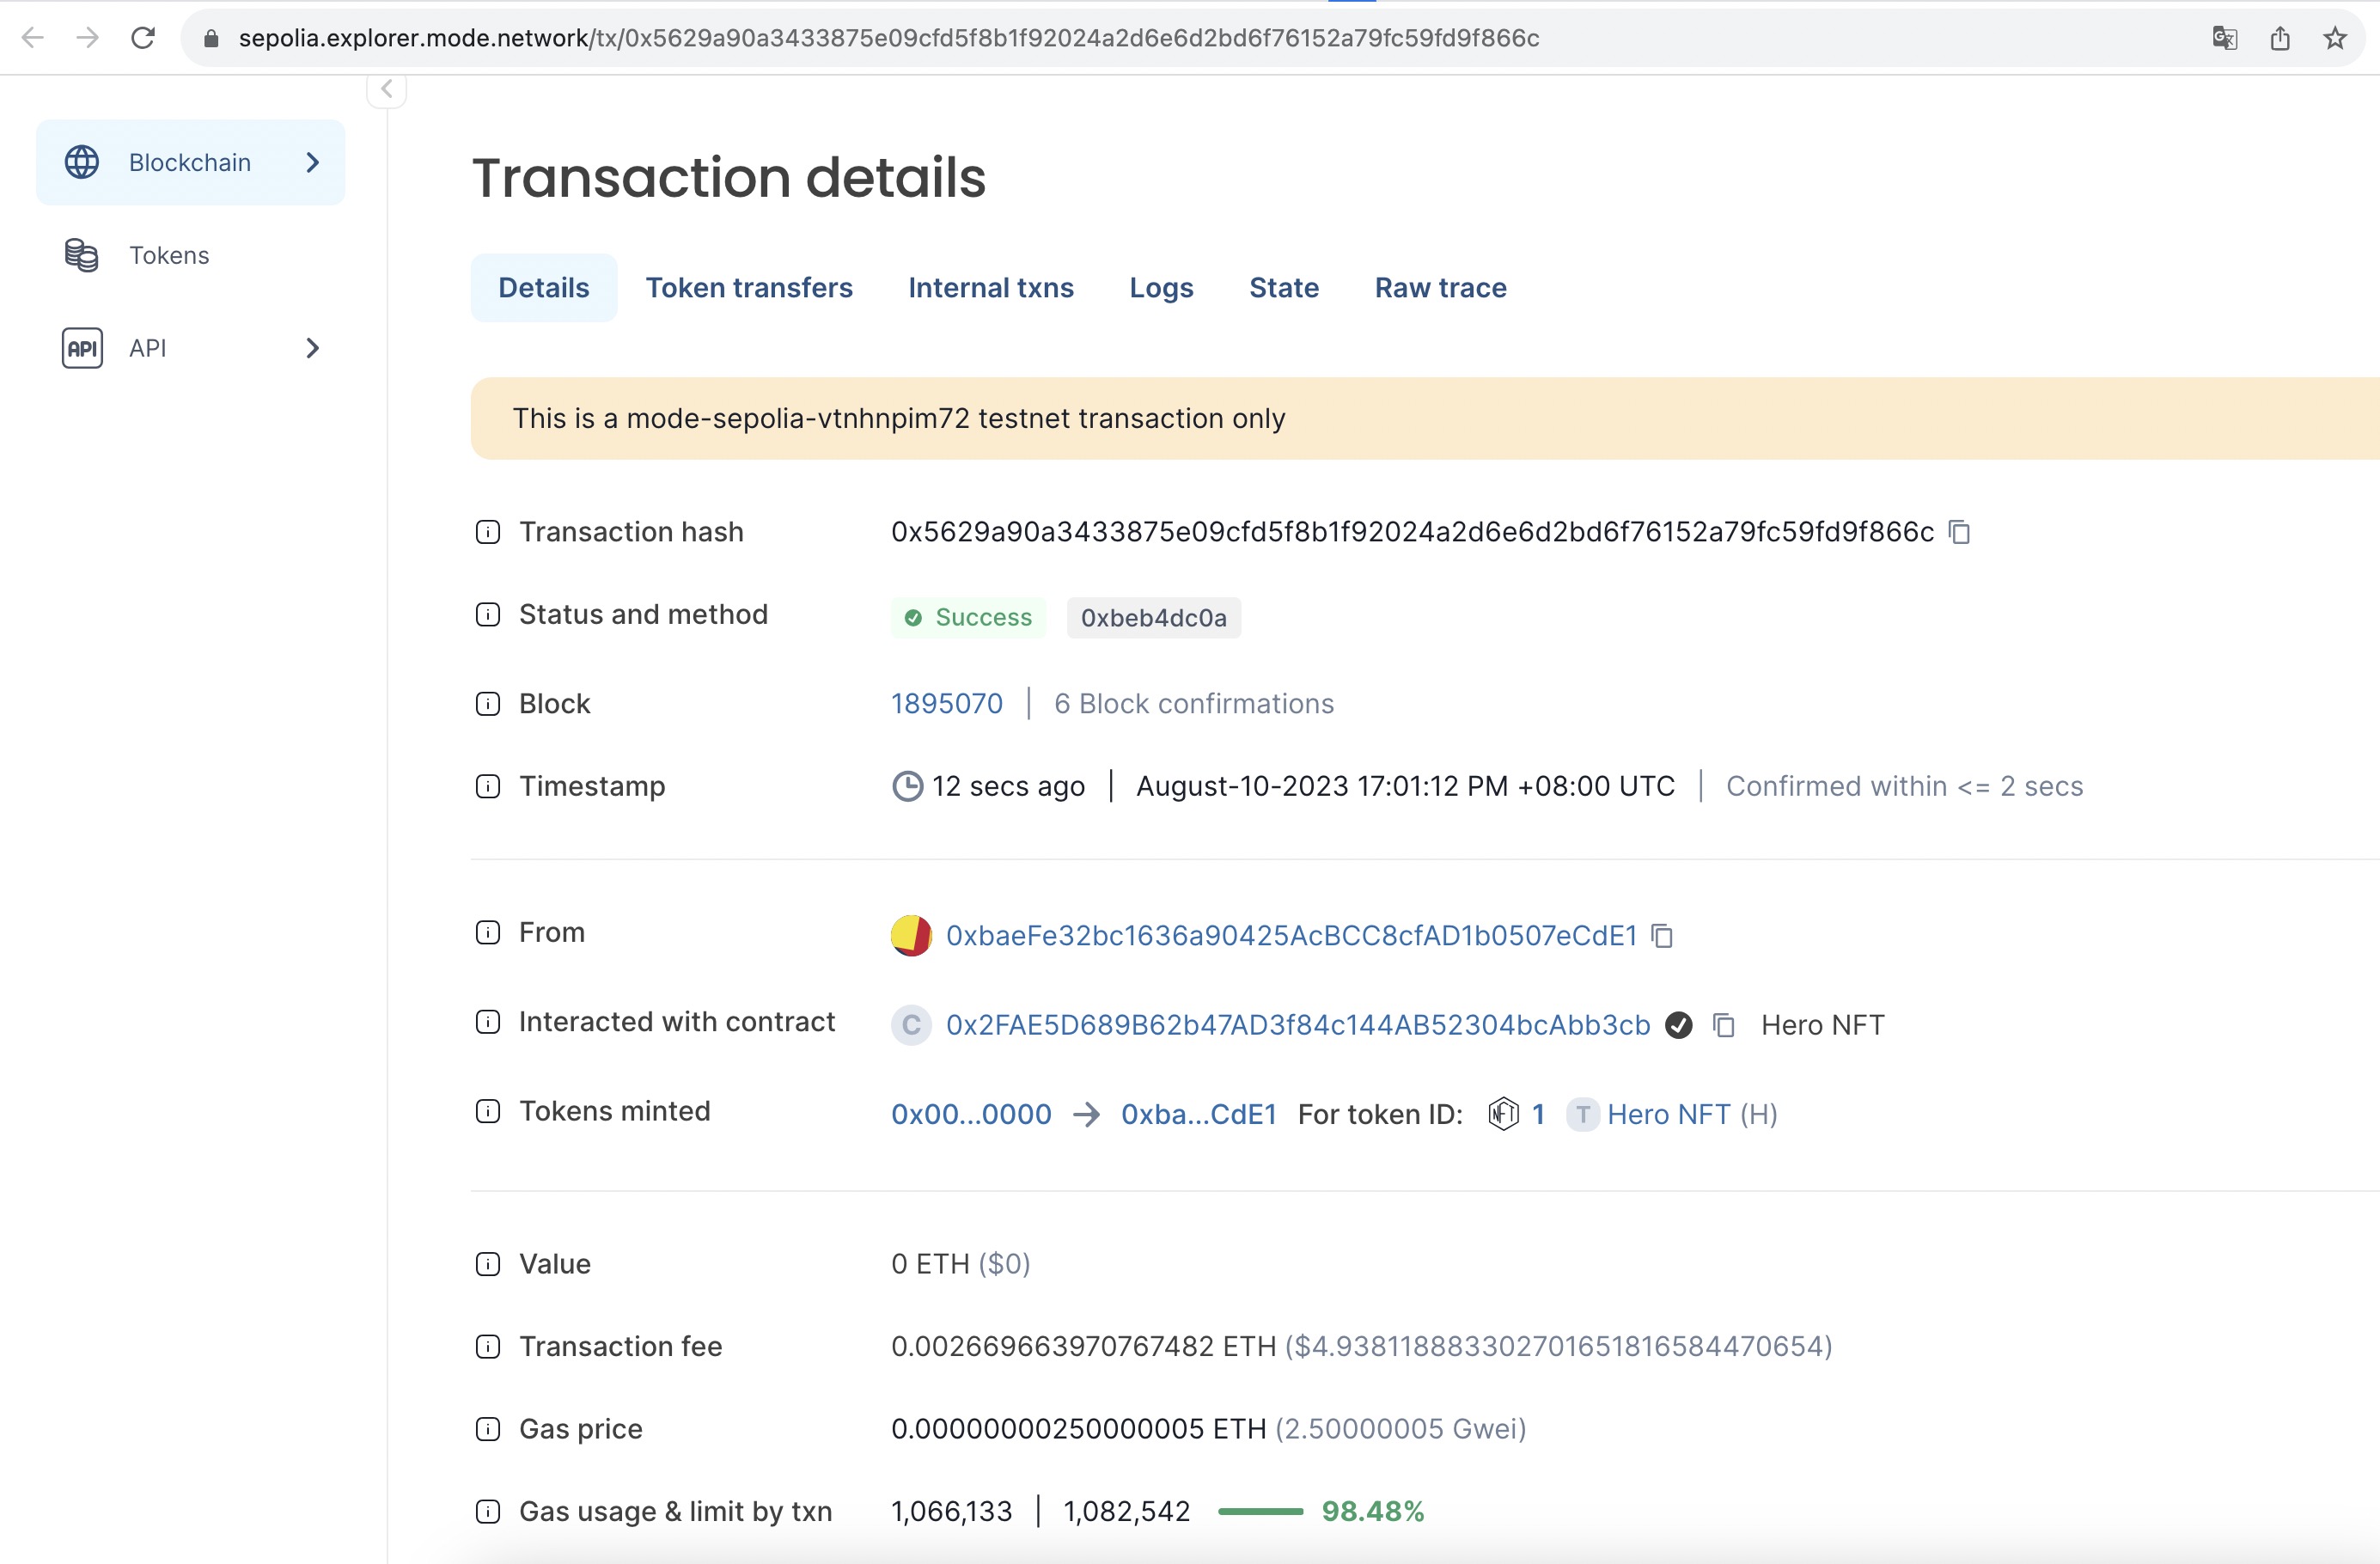 sepolia.explorer.mode.network/tx/0x5629a90a3433875e09cfd5f8b1f92024a2d6e6d2bd6f76152a79fc59fd9f866c
Blockchain
Tokens
API API
Transaction details
Details Token transfers Internal txns Logs State Raw trace
This is a mode-sepolia-vtnhnpim72 testnet transaction only
Transaction hash 0x5629a90a3433875e09cfd5f8b1f92024a2d6e6d2bd6f76152a79fc59fd9f866c
Status and method Success 0xbeb4dc0a
Block 1895070 | 6 Block confirmations
Timestamp 12 secs ago | August-10-2023 17:01:12 PM +08:00 UTC | Confirmed within <= 2 secs
From 0xbaeFe32bc1636a90425AcBCC8cfAD1b0507eCdE1
Interacted with contract C 0x2FAE5D689B62b47AD3f84c144AB52304bcAbb3cb Hero NFT
Tokens minted 0x00...0000 → 0xba...CdE1 For token ID: NFT 1 T Hero NFT (H)
Value 0 ETH ($0)
Transaction fee 0.002669663970767482 ETH ($4.938118883302701651816584470654)
Gas price 0.00000000250000005 ETH (2.50000005 Gwei)
Gas usage & limit by txn 1,066,133 | 1,082,542 98.48%